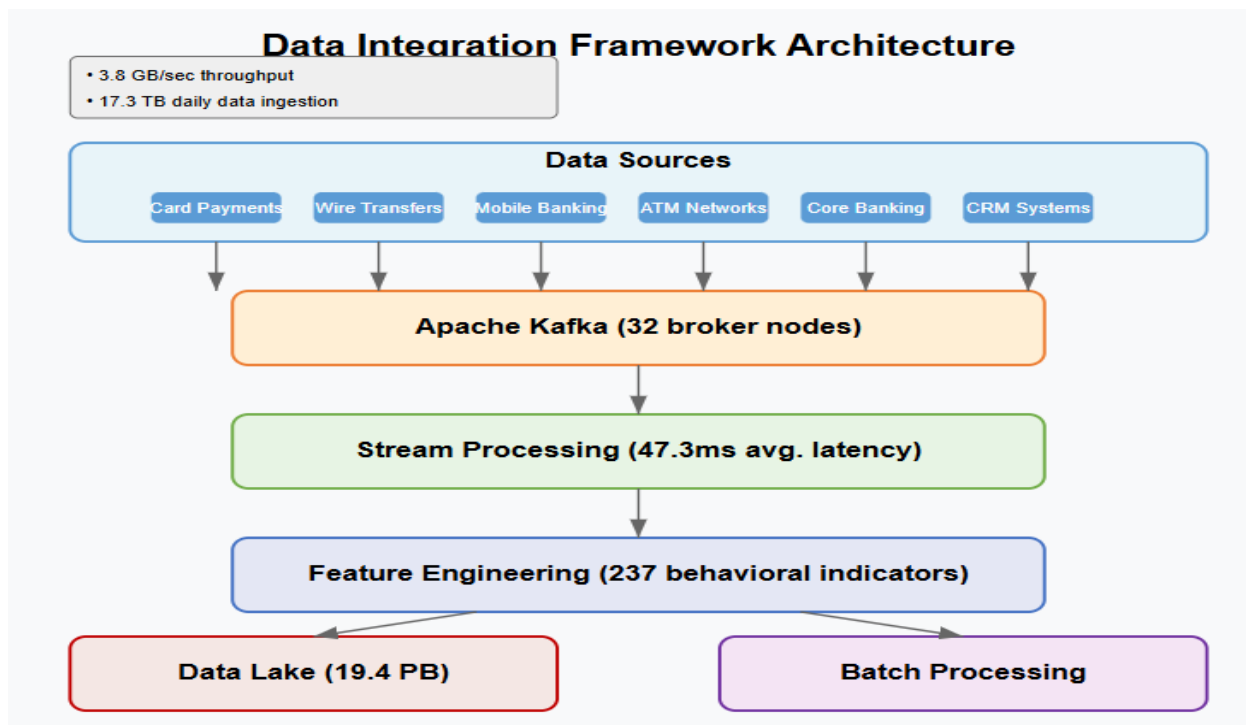 Data Integration Framework Architecture
• 3.8 GB/sec throughput
• 17.3 TB daily data ingestion
Data Sources
Card Payments
Wire Transfers
Mobile Banking
ATM Networks
Core Banking
CRM Systems
Apache Kafka (32 broker nodes)
Stream Processing (47.3ms avg. latency)
Feature Engineering (237 behavioral indicators)
Data Lake (19.4 PB)
Batch Processing